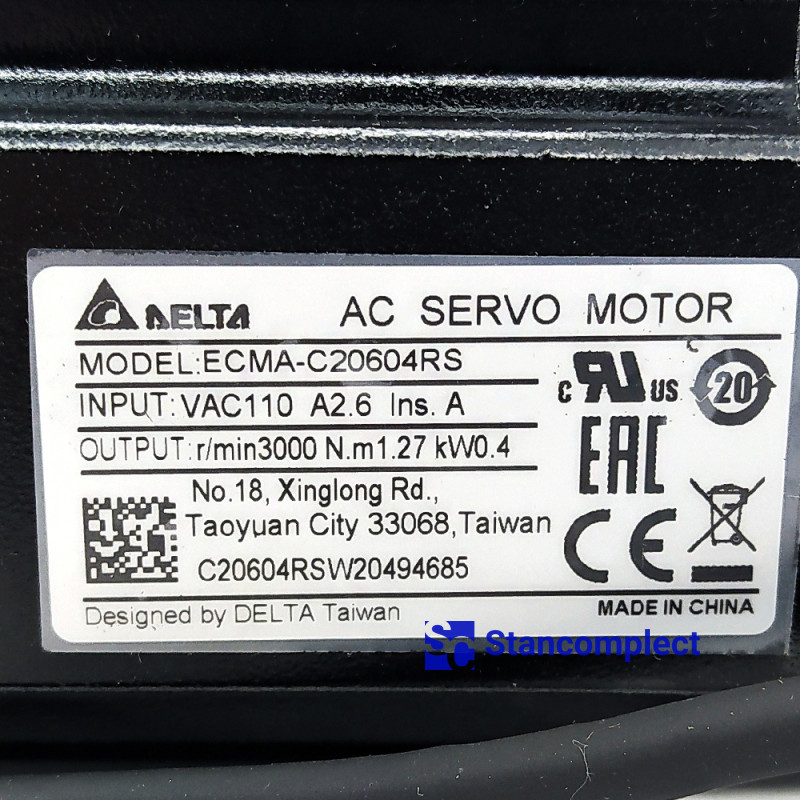 DELTA AC SERVO MOTOR
MODEL:ECMA-C20604RS
INPUT:VAC110 A2.6 Ins. A
OUTPUT:r/min3000 N.m1.27 kW0.4
c RU US 20
EAC
No.18, Xinglong Rd.,
Taoyuan City 33068,Taiwan
CE
C20604RSW20494685
Designed by DELTA Taiwan MADE IN CHINA
SC Stancomplect